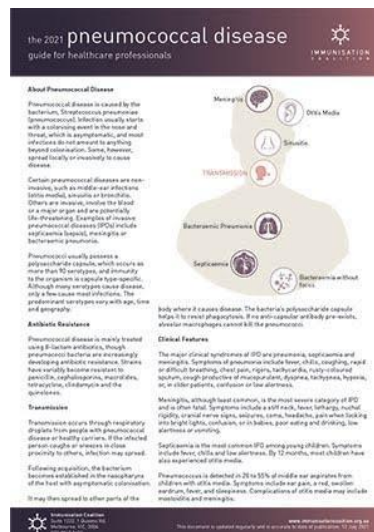 the 2021 pneumococcal disease
guide for healthcare professionals
IMMUNISATION
COALITION
About Pneumococcal Disease
Pneumococcal disease is caused by the
bacterium, Streptococcus pneumoniae
(pneumococcus). Infection usually starts
with a colonising event in the nose and
throat, which is asymptomatic, and most
infections do not amount to anything
beyond colonisation. Some, however,
spread locally or invasively to cause
disease.
Certain pneumococcal diseases are non-
invasive, such as middle-ear infections
(otitis media), sinusitis or bronchitis.
Others are invasive, involve the blood
or a major organ and are potentially
life-threatening. Examples of invasive
pneumococcal diseases (IPDs) include
septicaemia (sepsis), meningitis or
bacteraemic pneumonia.
Pneumococci usually possess a
polysaccharide capsule, which occurs as
more than 90 serotypes, and immunity
to the organism is capsule type-specific.
Although many serotypes cause disease,
only a few cause most infections. The
predominant serotypes vary with age, time
and geography.
Antibiotic Resistance
Pneumococcal disease is mainly treated
using B-lactam antibiotics, though
pneumococci bacteria are increasingly
developing antibiotic resistance. Strains
have variably become resistant to
penicillin, cephalosporins, macrolides,
tetracycline, clindamycin and the
quinolones.
Transmission
Transmission occurs through respiratory
droplets from people with pneumococcal
disease or healthy carriers. If the infected
person coughs or sneezes in close
proximity to others, infection may spread.
Following acquisition, the bacterium
becomes established in the nasopharynx
of the host with asymptomatic colonisation.
It may then spread to other parts of the
Meningitis
Otitis Media
Sinusitis
TRANSMISSION
Bacteraemic Pneumonia
Septicaemia
Bacteraemia without
focus
body where it causes disease. The bacteria's polysaccharide capsule
helps it to resist phagocytosis. If no anti-capsular antibody pre-exists,
alveolar macrophages cannot kill the pneumococci.
Clinical Features
The major clinical syndromes of IPD are pneumonia, septicaemia and
meningitis. Symptoms of pneumonia include fever, chills, coughing, rapid
or difficult breathing, chest pain, rigors, tachycardia, rusty-coloured
sputum, cough productive of mucopurulent, dyspnea, tachypnea, hypoxia,
or, in older patients, confusion or low alertness.
Meningitis, although least common, is the most severe category of IPD
and is often fatal. Symptoms include a stiff neck, fever, lethargy, nuchal
rigidity, cranial nerve signs, seizures, coma, headache, pain when looking
into bright lights, confusion, or in babies, poor eating and drinking, low
alertness or vomiting.
Septicaemia is the most common IPD among young children. Symptoms
include fever, chills and low alertness. By 12 months, most children have
also experienced otitis media.
Pneumococcus is detected in 28 to 55% of middle ear aspirates from
children with otitis media. Symptoms include ear pain, a red, swollen
eardrum, fever, and sleepiness. Complications of otitis media may include
mastoiditis and meningitis.
Immunisation Coalition
Melbourne VIC
www.immunisationcoalition.org.au
This document is updated regularly and is accurate to date of publication: